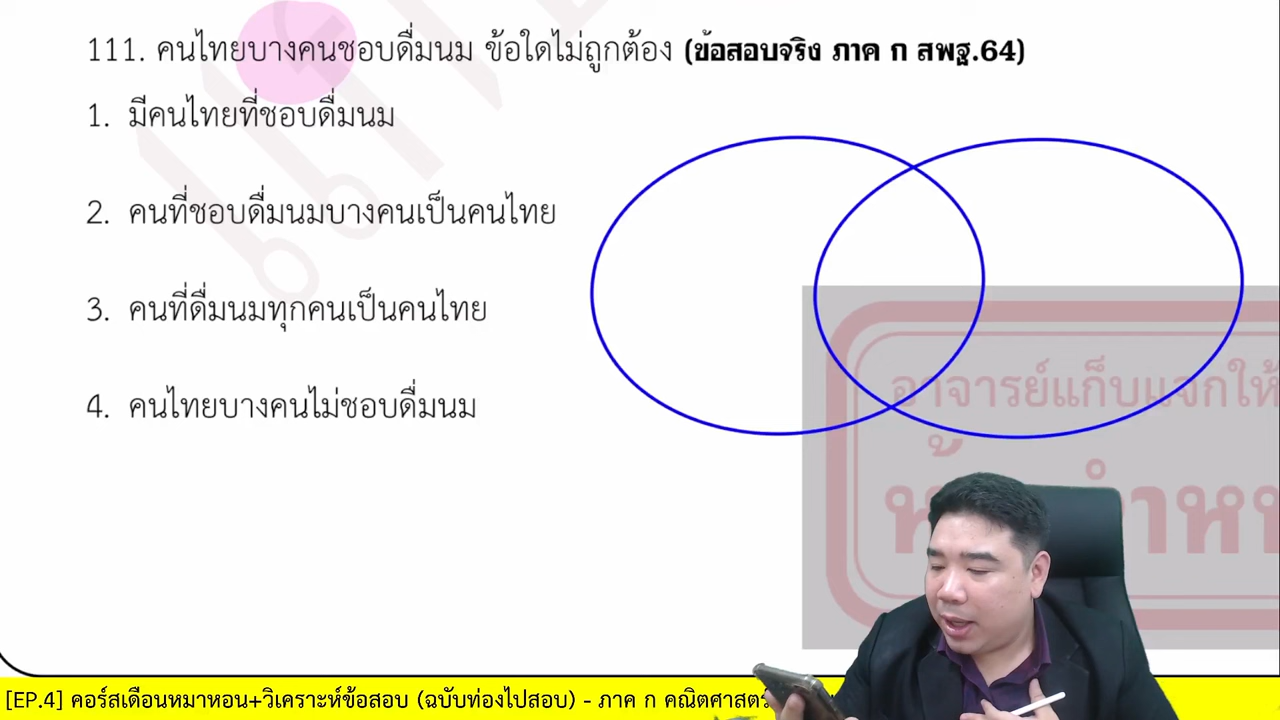 111. คนไทยบางคนชอบดื่มนม ข้อใดไม่ถูกต้อง (ข้อสอบจริง ภาค ก สพฐ.64)
1. มีคนไทยที่ชอบดื่มนม
2. คนที่ชอบดื่มนมบางคนเป็นคนไทย
3. คนที่ดื่มนมทุกคนเป็นคนไทย
4. คนไทยบางคนไม่ชอบดื่มนม
อาจารย์แก็บแจกให้
[EP.4] คอร์สเดือนหมาหอน+วิเคราะห์ข้อสอบ (ฉบับท่องไปสอบ) - ภาค ก คณิตศาสตร